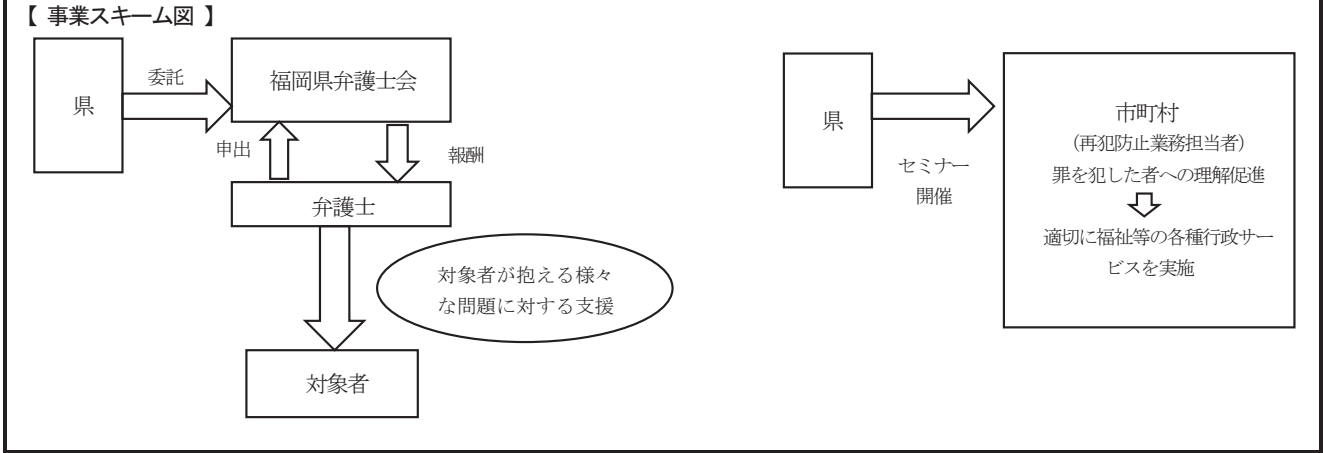 【 事業スキーム図 】
県
委託
福岡県弁護士会
申出
報酬
弁護士
対象者が抱える様々
な問題に対する支援
対象者
県
セミナー
開催
市町村
（再犯防止業務担当者）
罪を犯した者への理解促進
適切に福祉等の各種行政サー
ビスを実施